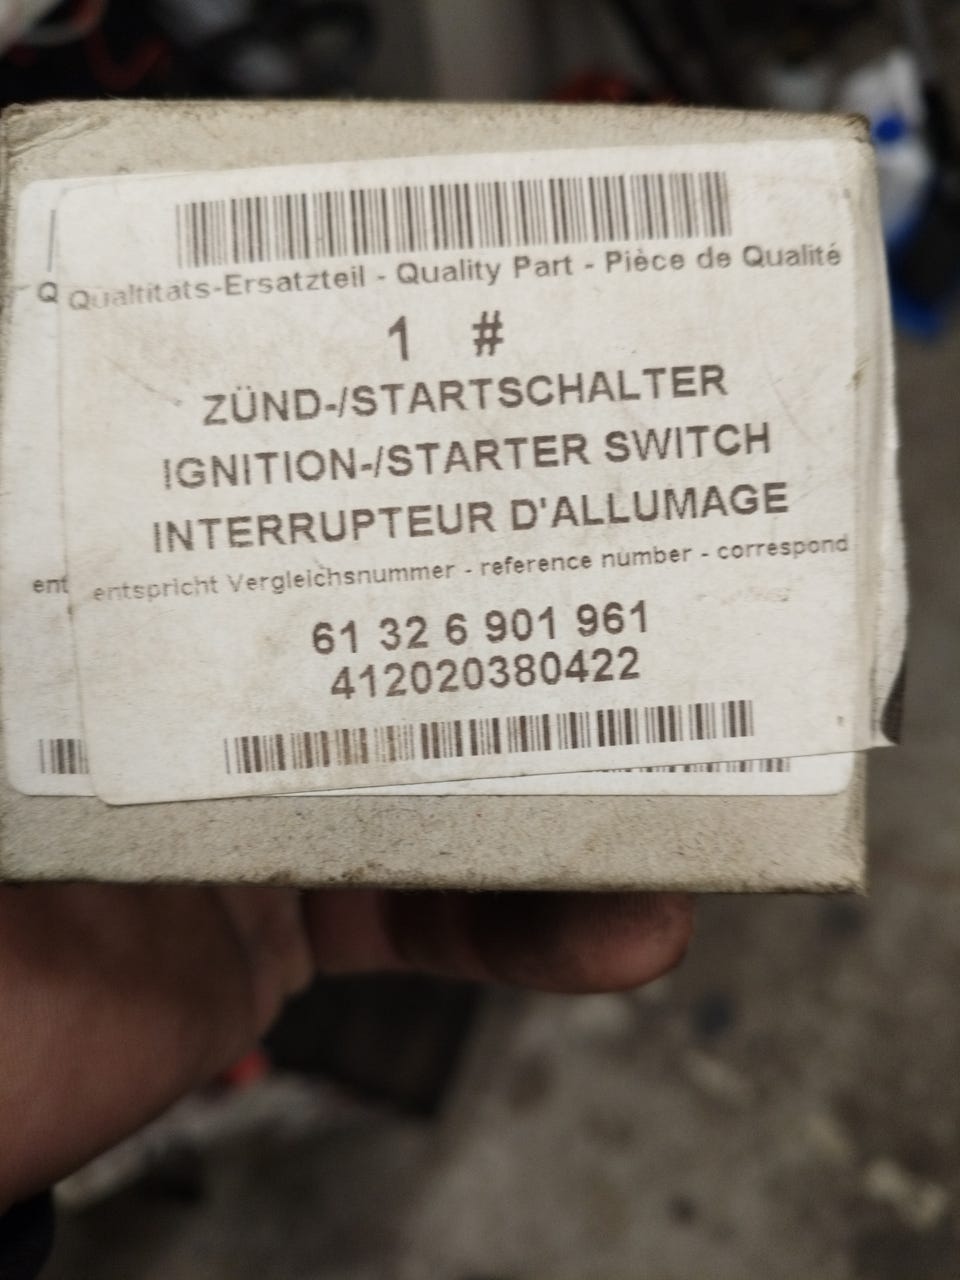 Q
Qualtitats-Ersatzteil - Quality Part - Pièce de Qualité
1 #
ZÜND-/STARTSCHALTER
IGNITION-/STARTER SWITCH
INTERRUPTEUR D'ALLUMAGE
ent
entspricht Vergleichsnummer - reference number - correspond
61 32 6 901 961
412020380422